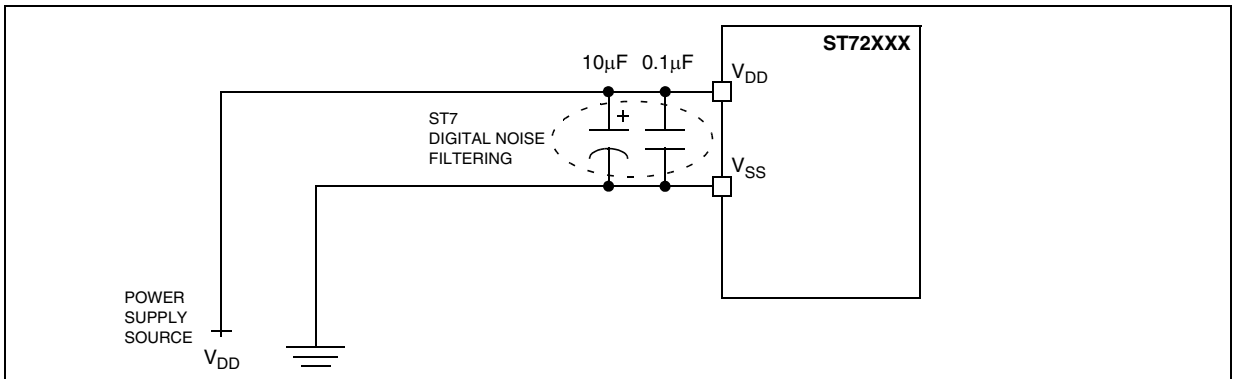 ST72XXX
10μF 0.1μF
VDD
+
ST7
DIGITAL NOISE
FILTERING
VSS
POWER
SUPPLY
SOURCE
VDD